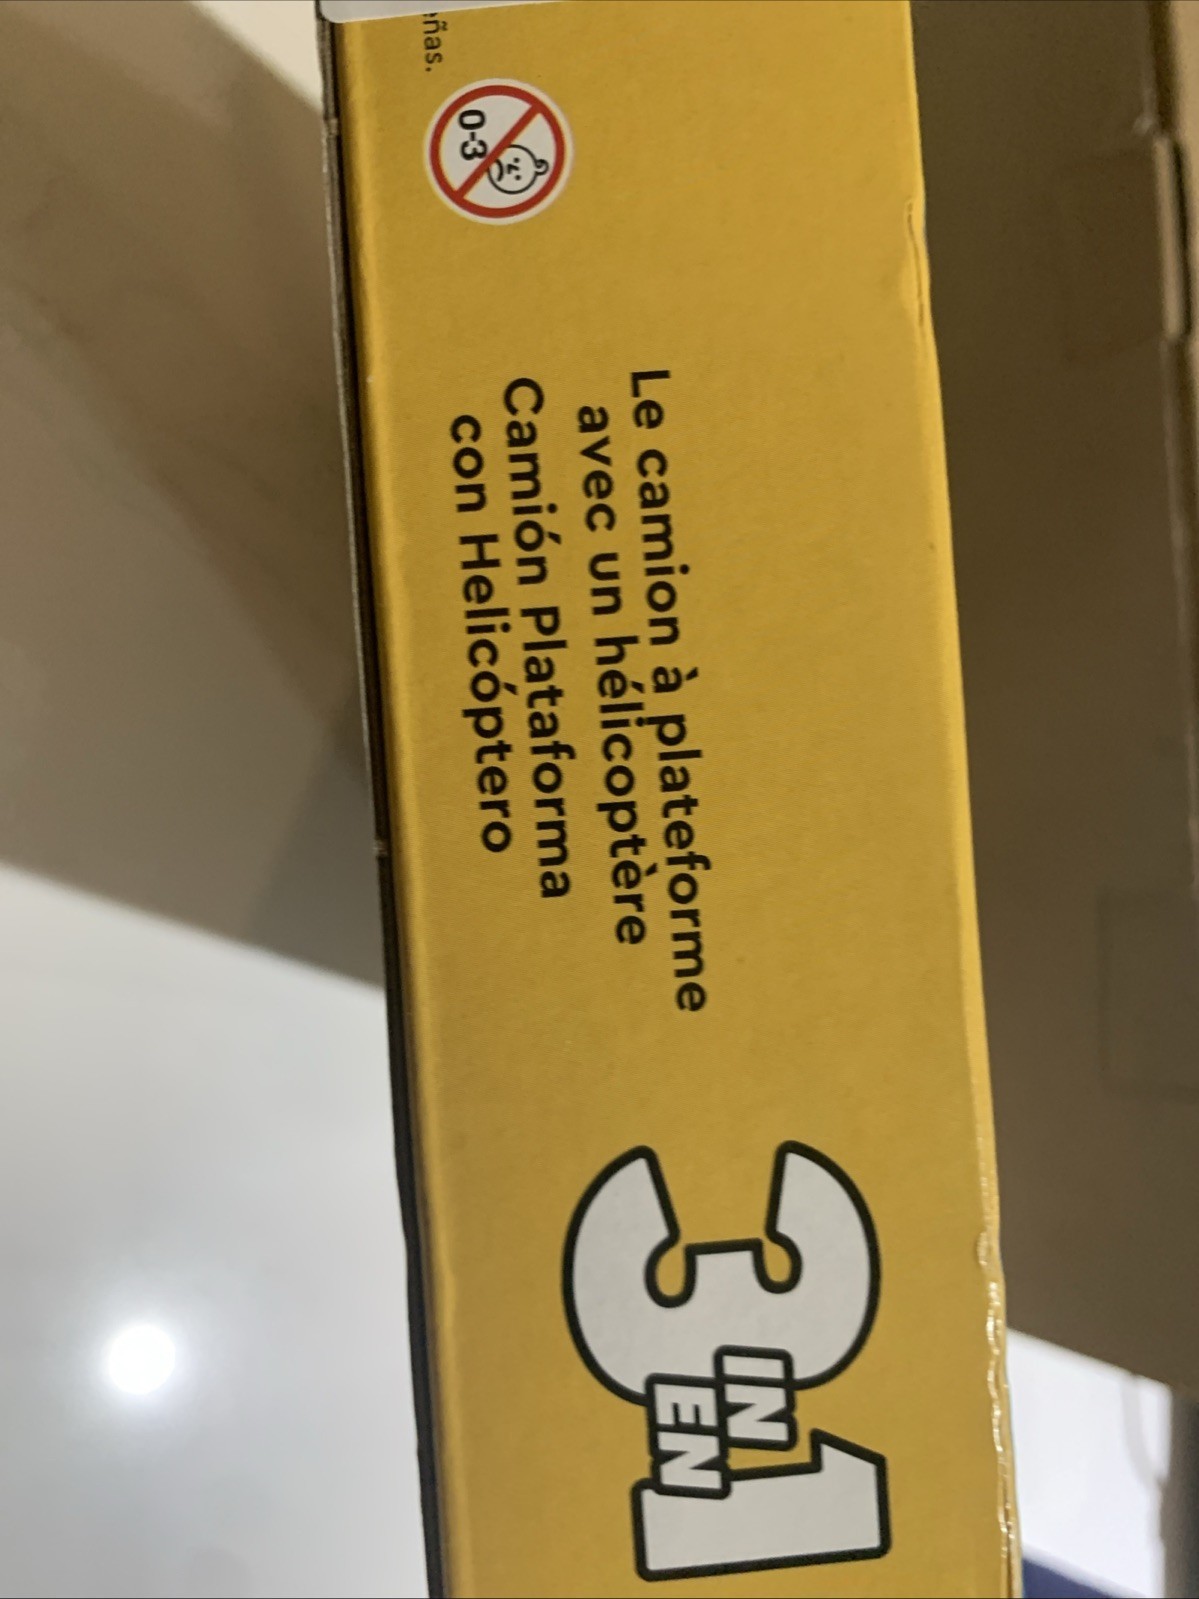 0-3
Le camion à plateforme
avec un hélicoptère
Camión Plataforma
con Helicóptero
3 IN EN 1